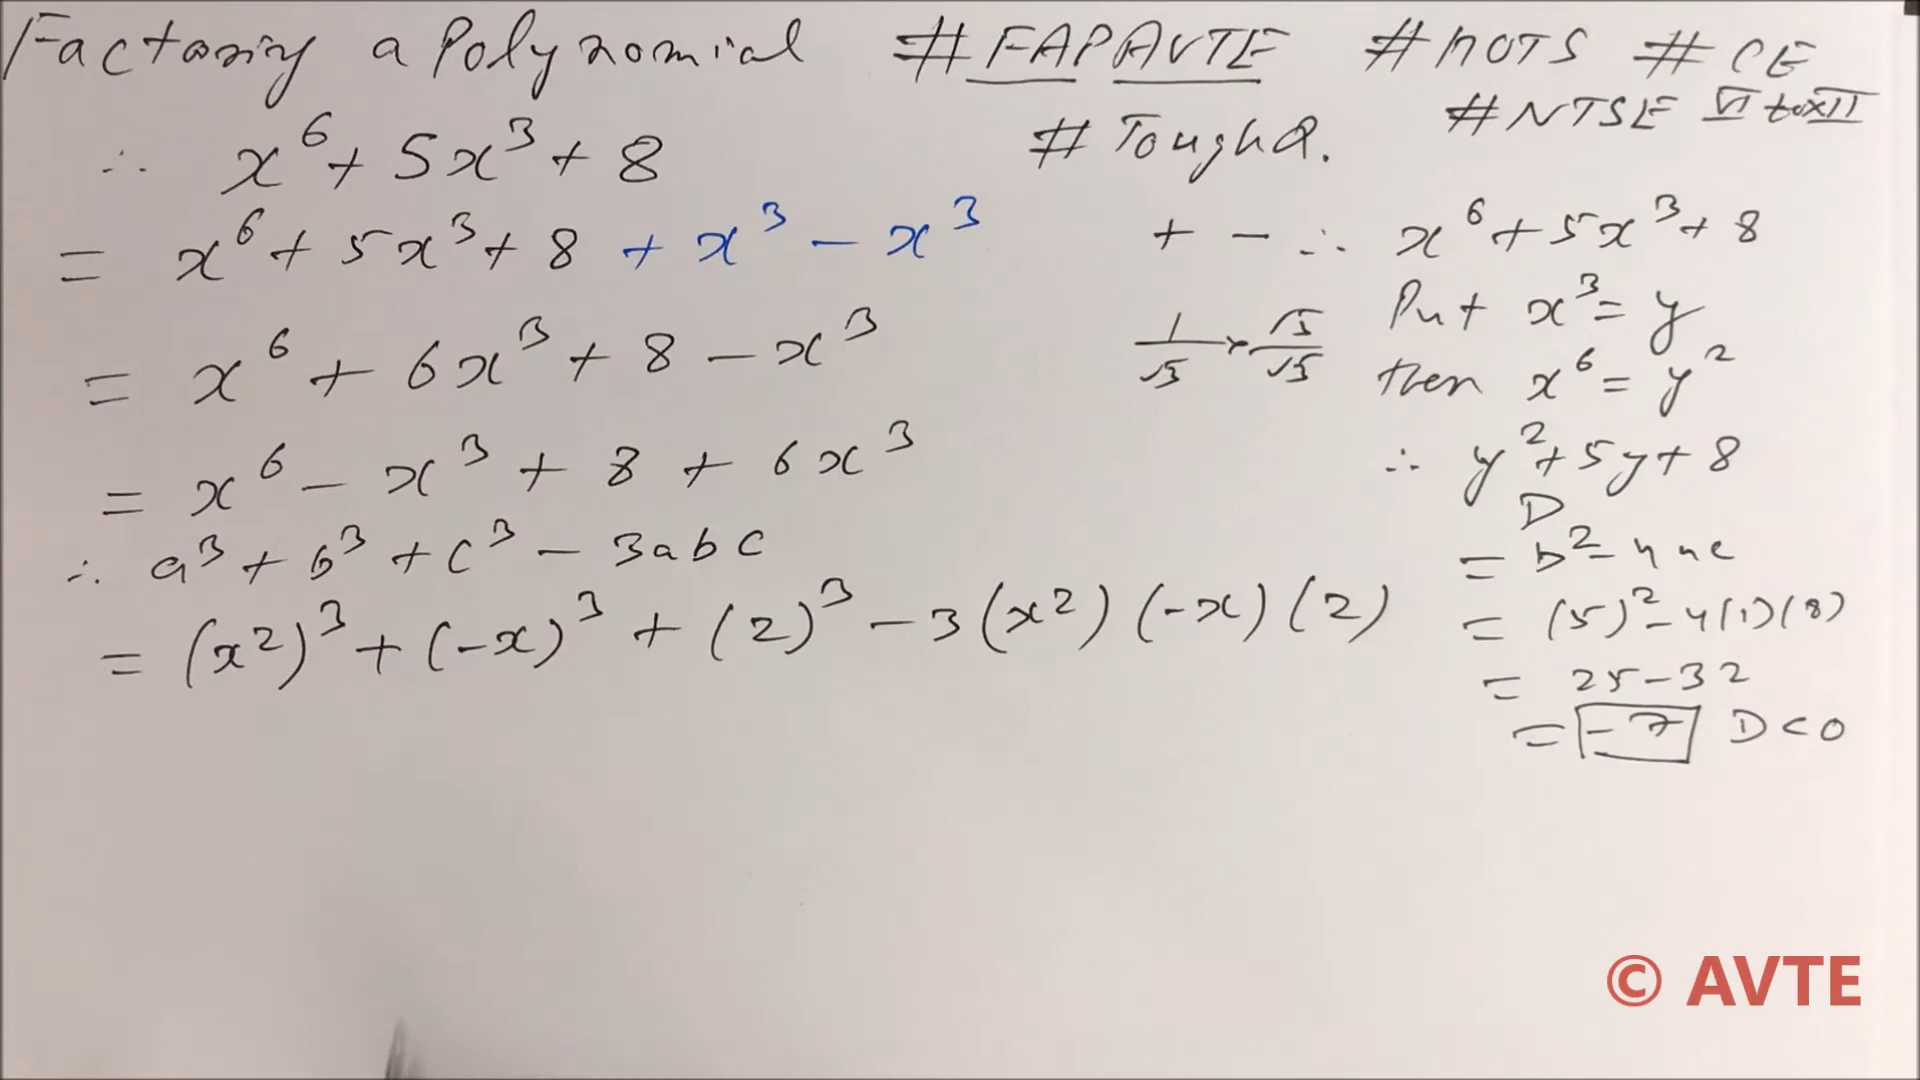 Factoring a Polynomial #FAPAVTE #HOTS #CE
#NTSE VI to XII
∴ x⁶ + 5x³ + 8 #Tough Q.
= x⁶ + 5x³ + 8 + x³ − x³
= x⁶ + 6x³ + 8 − x³
= x⁶ − x³ + 8 + 6x³
∴ a³ + b³ + c³ − 3abc
= (x²)³ + (−x)³ + (2)³ − 3(x²)(−x)(2)
+ − ∴ x⁶ + 5x³ + 8
Put x³ = y
1/√5 × √5/√5
then x⁶ = y²
∴ y² + 5y + 8
D
= b² − 4ac
= (5)² − 4(1)(8)
= 25 − 32
= −7 D < 0
© AVTE